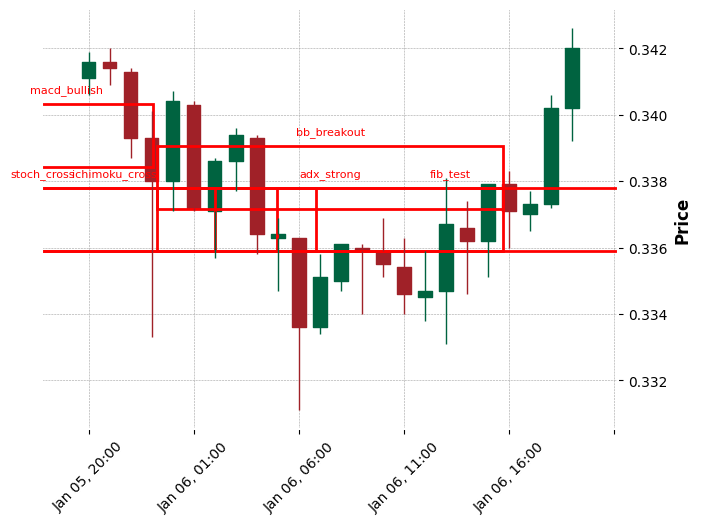 macd_bullish
bb_breakout
stoch_cross
ichimoku_cro
adx_strong
fib_test
0.342
0.340
0.338
0.336
0.334
0.332
Price
Jan 05, 20:00
Jan 06, 01:00
Jan 06, 06:00
Jan 06, 11:00
Jan 06, 16:00